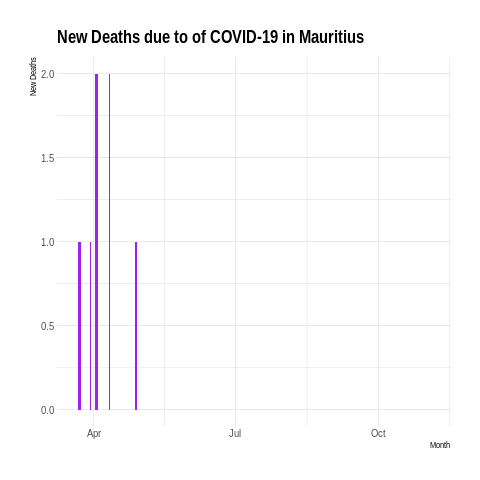 New Deaths due to of COVID-19 in Mauritius
New Deaths
2.0
1.5
1.0
0.5
0.0
Apr Jul Oct
Month